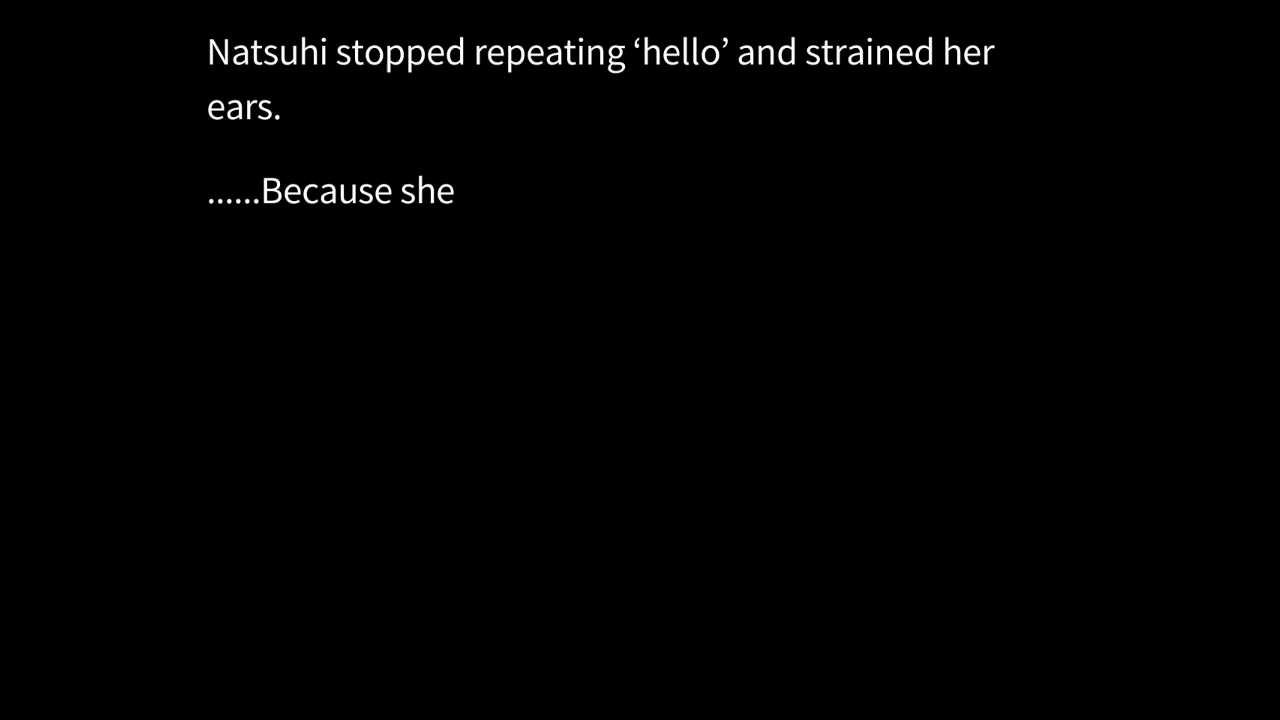 Natsuhi stopped repeating ‘hello’ and strained her
ears.
......Because she